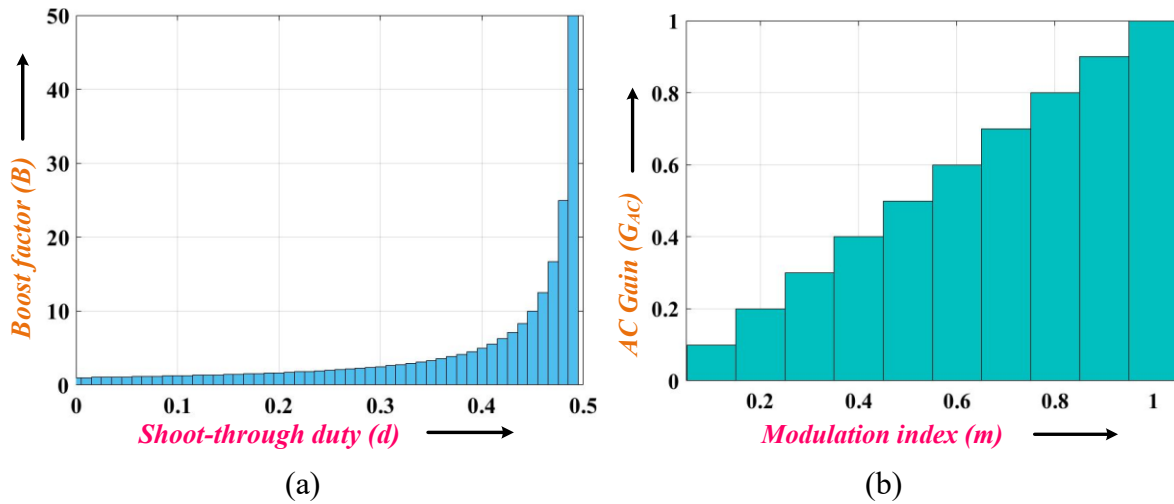 50
40
30
20
10
0
Boost factor (B)
0 0.1 0.2 0.3 0.4 0.5
Shoot-through duty (d)
(a)
1
0.8
0.6
0.4
0.2
0
AC Gain (GAC)
0.2 0.4 0.6 0.8 1
Modulation index (m)
(b)